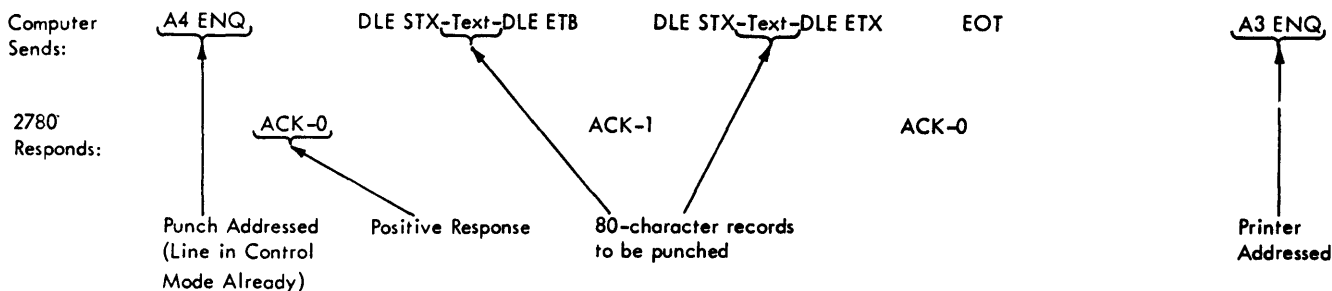 Computer Sends: A4 ENQ DLE STX-Text-DLE ETB DLE STX-Text-DLE ETX EOT A3 ENQ
2780 Responds: ACK-0 ACK-1 ACK-0
Punch Addressed
(Line in Control
Mode Already)
Positive Response
80-character records
to be punched
Printer
Addressed